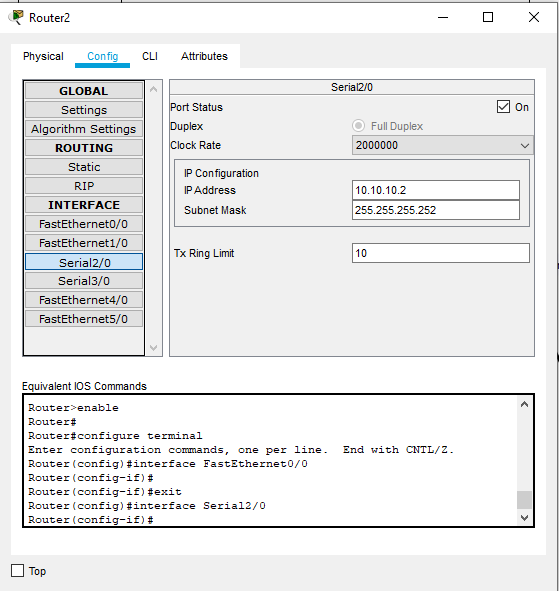 Router2
Physical Config CLI Attributes
GLOBAL
Settings
Algorithm Settings
ROUTING
Static
RIP
INTERFACE
FastEthernet0/0
FastEthernet1/0
Serial2/0
Serial3/0
FastEthernet4/0
FastEthernet5/0
Serial2/0
Port Status On
Duplex Full Duplex
Clock Rate 2000000
IP Configuration
IP Address 10.10.10.2
Subnet Mask 255.255.255.252
Tx Ring Limit 10
Equivalent IOS Commands
Router>enable
Router#
Router#configure terminal
Enter configuration commands, one per line. End with CNTL/Z.
Router(config)#interface FastEthernet0/0
Router(config-if)#
Router(config-if)#exit
Router(config)#interface Serial2/0
Router(config-if)#
Top